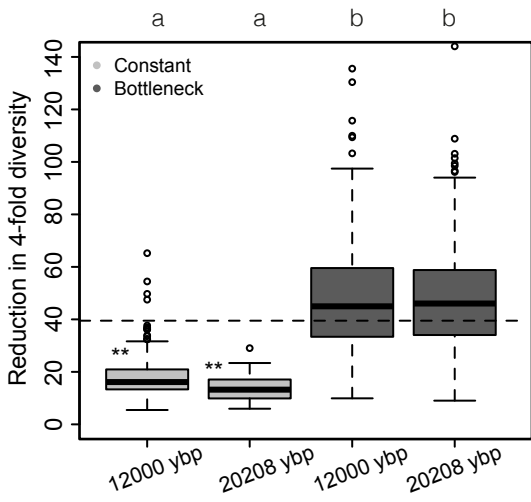 a a b b
Constant
Bottleneck
Reduction in 4-fold diversity
140
120
100
80
60
40
20
0
**
**
12000 ybp 20208 ybp 12000 ybp 20208 ybp